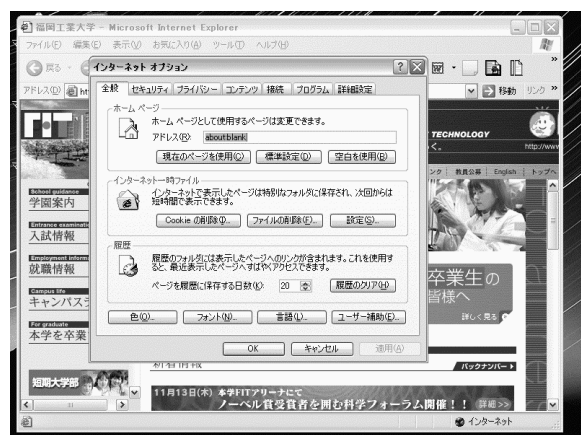 福岡工業大学 - Microsoft Internet Explorer
ファイル(F) 編集(E) 表示(V) お気に入り(A) ツール(T) ヘルプ(H)
戻る
アドレス(D)
移動
リンク
インターネット オプション
全般 セキュリティ プライバシー コンテンツ 接続 プログラム 詳細設定
ホーム ページ
ホーム ページとして使用するページは変更できます。
アドレス(R): about:blank
現在のページを使用(C) 標準設定(D) 空白を使用(B)
インターネット一時ファイル
インターネットで表示したページは特別なフォルダに保存され、次回からは
短時間で表示できます。
Cookie の削除(I)... ファイルの削除(F)... 設定(S)...
履歴
履歴のフォルダには表示したページへのリンクが含まれます。これを使用す
ると、最近表示したページへすばやくアクセスできます。
ページを履歴に保存する日数(K): 20 履歴のクリア(H)
色(O)... フォント(N)... 言語(L)... ユーザー補助(E)...
OK キャンセル 適用(A)
TECHNOLOGY
http://www
教員公募 English トップペ
School guidance
学園案内
Entrance examinati
入試情報
Employment inform
就職情報
Campus life
キャンパス
For graduate
本学を卒業
卒業生の
皆様へ
詳しく見る
バックナンバー
短期大学部
11月13日(木) 本学FITアリーナにて
ノーベル賞受賞者を囲む科学フォーラム開催!!
詳細>>
インターネット